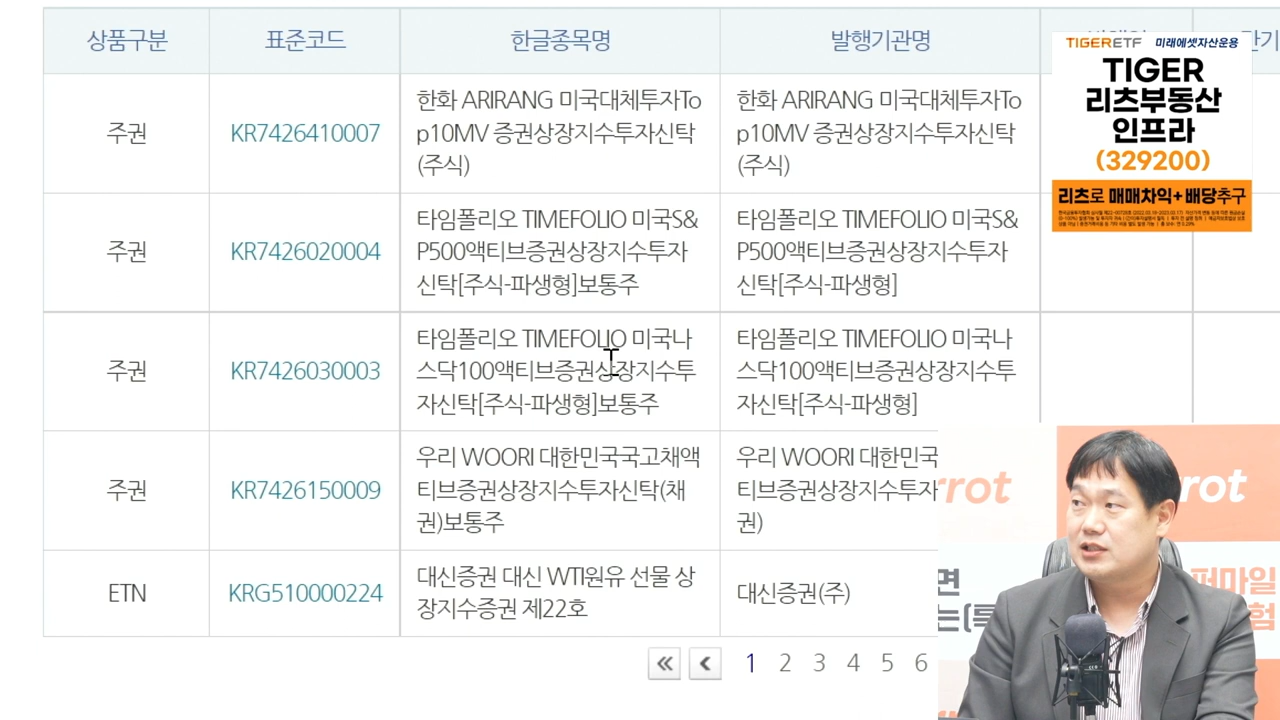 상품구분 표준코드 한글종목명 발행기관명
주권
KR7426410007
한화 ARIRANG 미국대체투자To
p10MV 증권상장지수투자신탁
(주식)
한화 ARIRANG 미국대체투자To
p10MV 증권상장지수투자신탁
(주식)
주권
KR7426020004
타임폴리오 TIMEFOLIO 미국S&
P500액티브증권상장지수투자
신탁[주식-파생형]보통주
타임폴리오 TIMEFOLIO 미국S&
P500액티브증권상장지수투자
신탁[주식-파생형]
주권
KR7426030003
타임폴리오 TIMEFOLIO 미국나
스닥100액티브증권상장지수투
자신탁[주식-파생형]보통주
타임폴리오 TIMEFOLIO 미국나
스닥100액티브증권상장지수투
자신탁[주식-파생형]
주권
KR7426150009
우리 WOORI 대한민국국고채액
티브증권상장지수투자신탁(채
권)보통주
우리 WOORI 대한민국
티브증권상장지수투자
권)
ETN
KRG510000224
대신증권 대신 WTI원유 선물 상
장지수증권 제22호
대신증권(주)
1 2 3 4 5 6
TIGERETF 미래에셋자산운용
TIGER
리츠부동산
인프라
(329200)
리츠로 매매차익+배당추구
rrot
rot
면
퍼마일
는(특
험